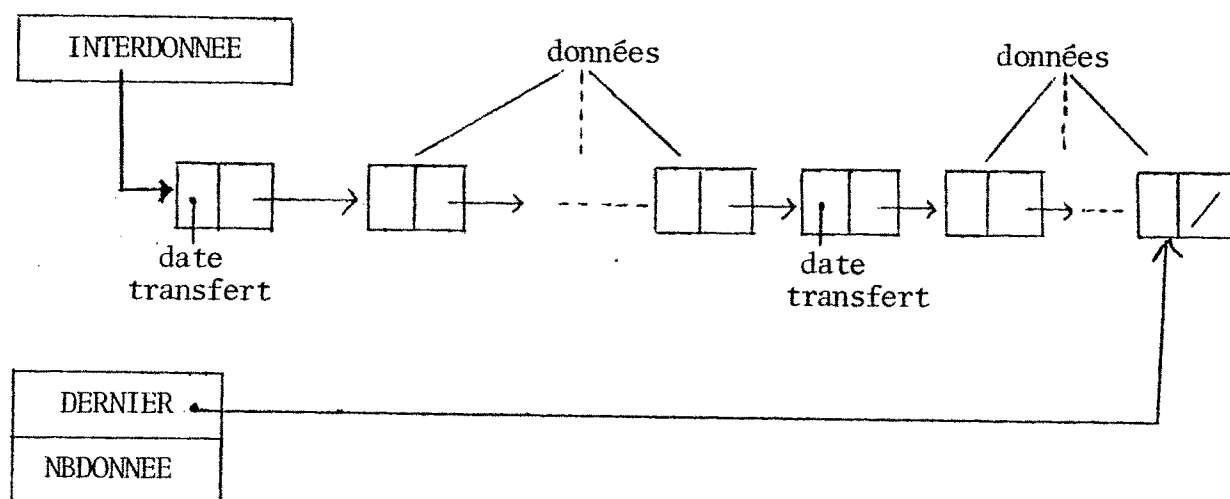 INTERDONNEE
données
données
date
transfert
date
transfert
DERNIER
NBDONNEE